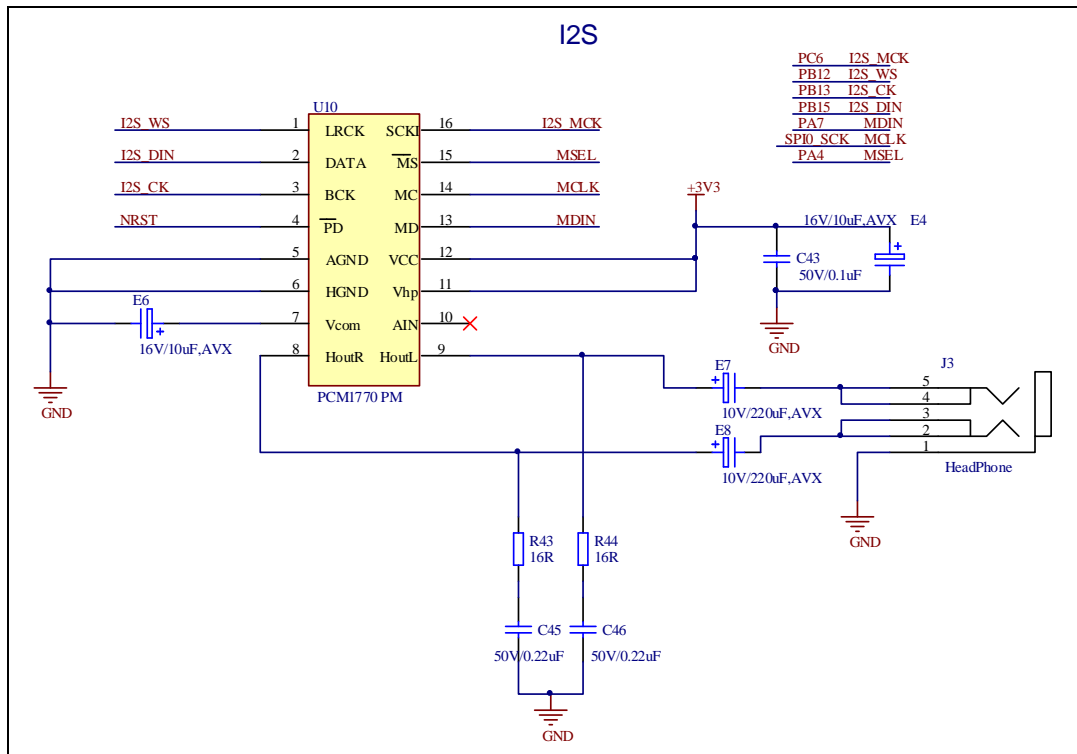 I2S
PC6 I2S_MCK
PB12 I2S_WS
PB13 I2S_CK
PB15 I2S_DIN
PA7 MDIN
SPI0_SCK MCLK
PA4 MSEL
U10
I2S_WS 1 LRCK SCKI 16 I2S_MCK
I2S_DIN 2 DATA MS 15 MSEL
I2S_CK 3 BCK MC 14 MCLK
NRST 4 PD MD 13 MDIN
5 AGND VCC 12
6 HGND Vhp 11
7 Vcom AIN 10
8 HoutR HoutL 9
PCM1770 PM
+3V3
16V/10uF,AVX E4
C43
50V/0.1uF
GND
E6
16V/10uF,AVX
GND
E7
10V/220uF,AVX
E8
10V/220uF,AVX
J3
5
4
3
2
1
HeadPhone
GND
R43
16R
R44
16R
C45
50V/0.22uF
C46
50V/0.22uF
GND